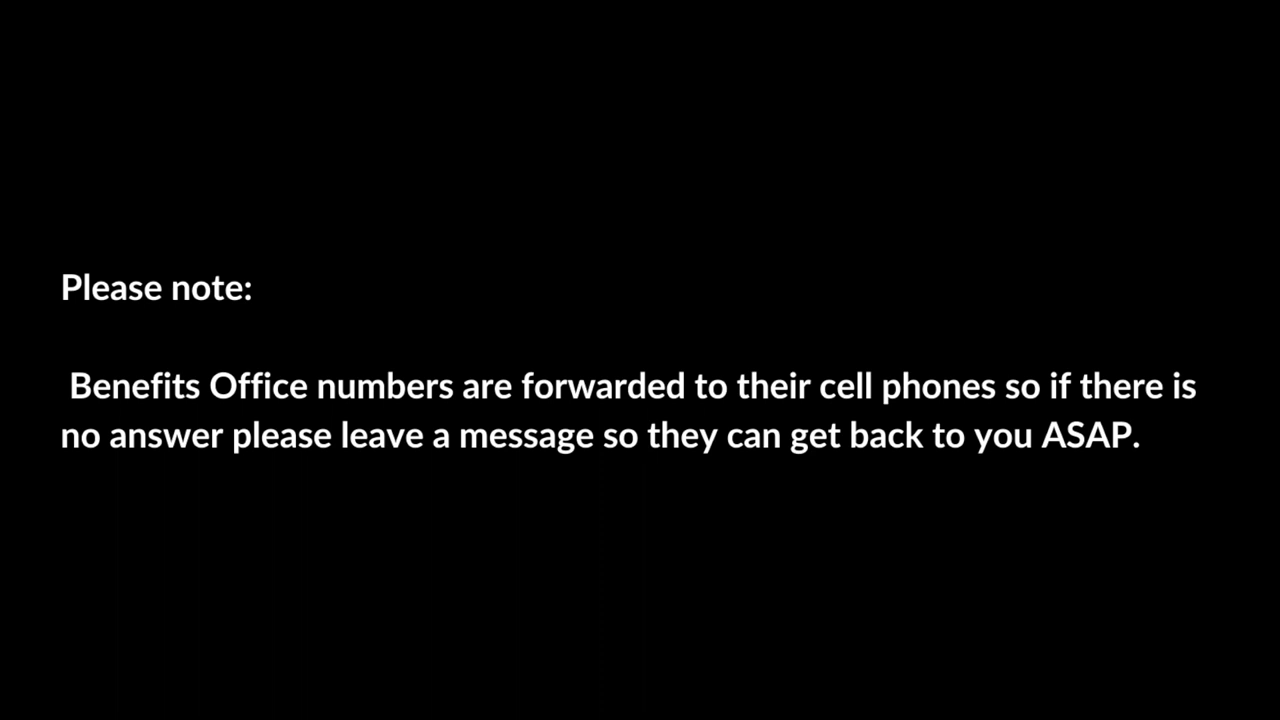 Please note:
Benefits Office numbers are forwarded to their cell phones so if there is
no answer please leave a message so they can get back to you ASAP.